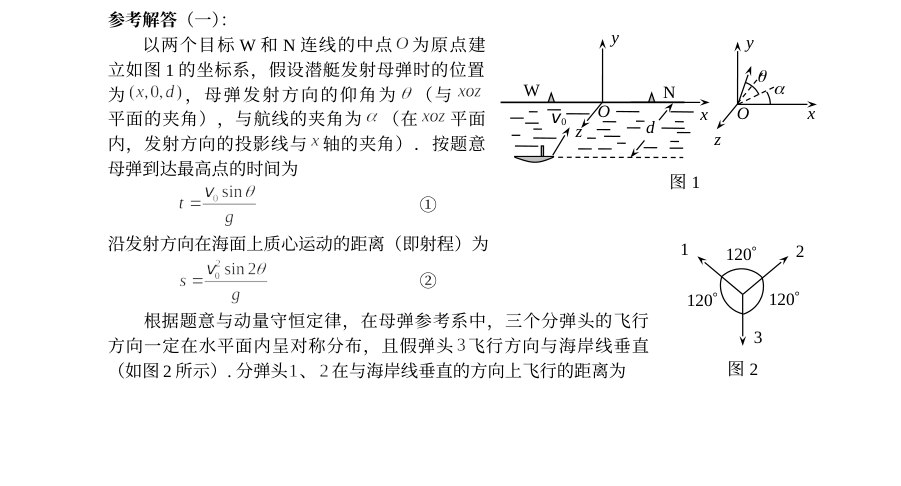 参考解答（一）：
以两个目标 W 和 N 连线的中点 O 为原点建
立如图 1 的坐标系，假设潜艇发射母弹时的位置
为 (x,0,d)，母弹发射方向的仰角为 θ（与 xoz
平面的夹角），与航线的夹角为 α（在 xoz 平面
内，发射方向的投影线与 x 轴的夹角）．按题意
母弹到达最高点的时间为
t = v₀ sin θ / g ①
沿发射方向在海面上质心运动的距离（即射程）为
s = v₀² sin 2θ / g ②
根据题意与动量守恒定律，在母弹参考系中，三个分弹头的飞行
方向一定在水平面内呈对称分布，且假弹头 3 飞行方向与海岸线垂直
（如图 2 所示）. 分弹头 1、2 在与海岸线垂直的方向上飞行的距离为
y
W
N
O
x
v₀
z
d
y
θ
α
O
x
z
图 1
1
120°
2
120°
120°
3
图 2